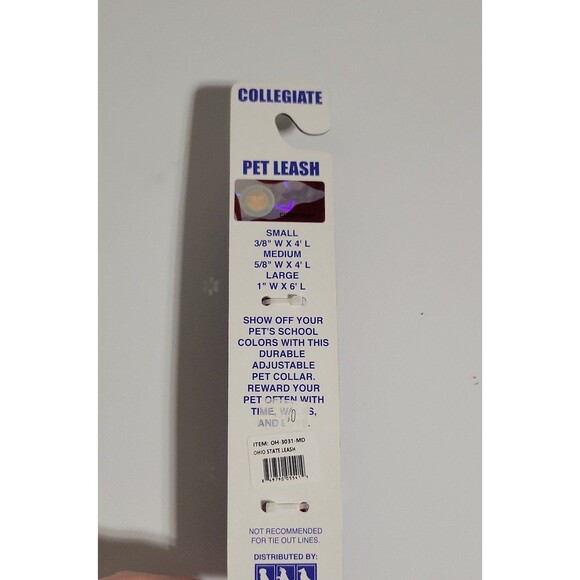 COLLEGIATE
PET LEASH
SMALL
3/8" W X 4' L
MEDIUM
5/8" W X 4' L
LARGE
1" W X 6' L
SHOW OFF YOUR
PET'S SCHOOL
COLORS WITH THIS
DURABLE
ADJUSTABLE
PET COLLAR.
REWARD YOUR
PET OFTEN WITH
TIME,
AND
ITEM: OH-3031-MD
OHIO STATE LEASH
NOT RECOMMENDED
FOR TIE OUT LINES.
DISTRIBUTED BY: